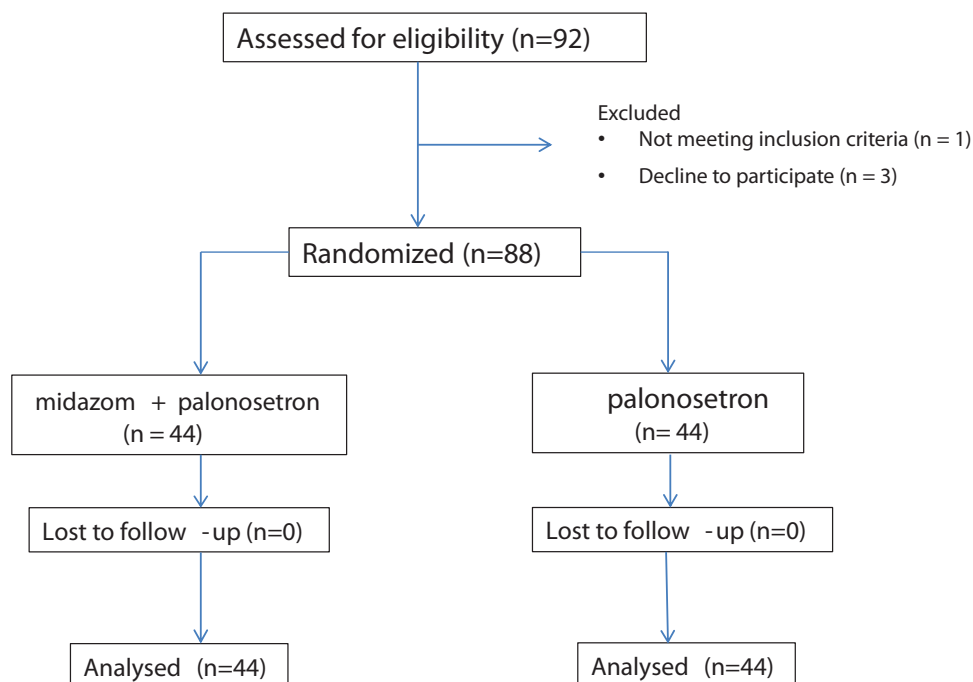 Assessed for eligibility (n=92)
Excluded
• Not meeting inclusion criteria (n = 1)
• Decline to participate (n = 3)
Randomized (n=88)
midazom + palonosetron
(n = 44)
palonosetron
(n= 44)
Lost to follow -up (n=0)
Lost to follow -up (n=0)
Analysed (n=44)
Analysed (n=44)